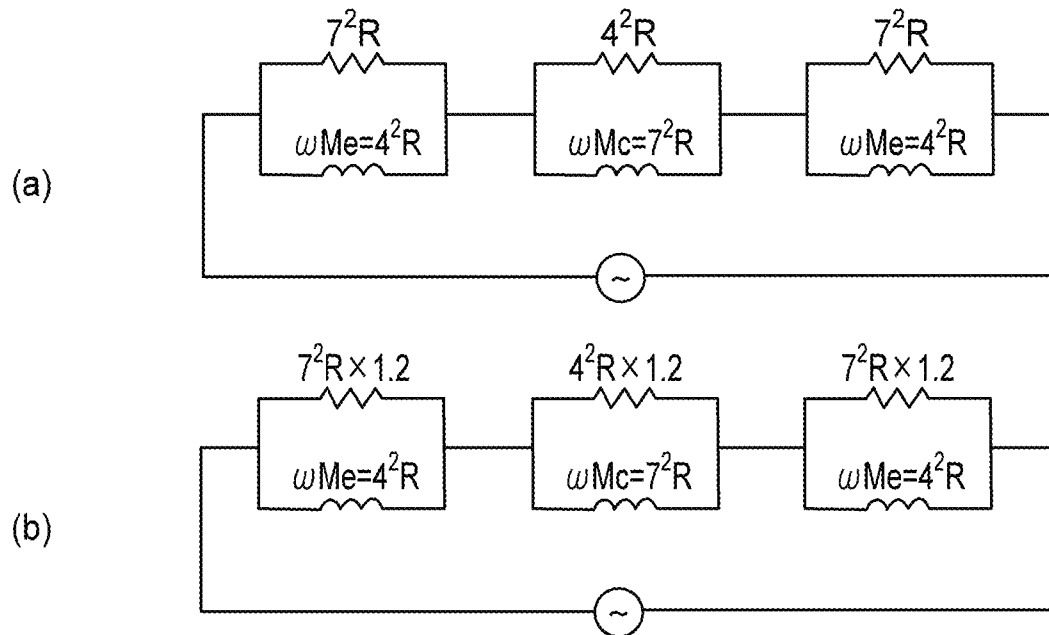 7²R 4²R 7²R
ωMe=4²R ωMc=7²R ωMe=4²R
(a)
~
7²R×1.2 4²R×1.2 7²R×1.2
ωMe=4²R ωMc=7²R ωMe=4²R
(b)
~